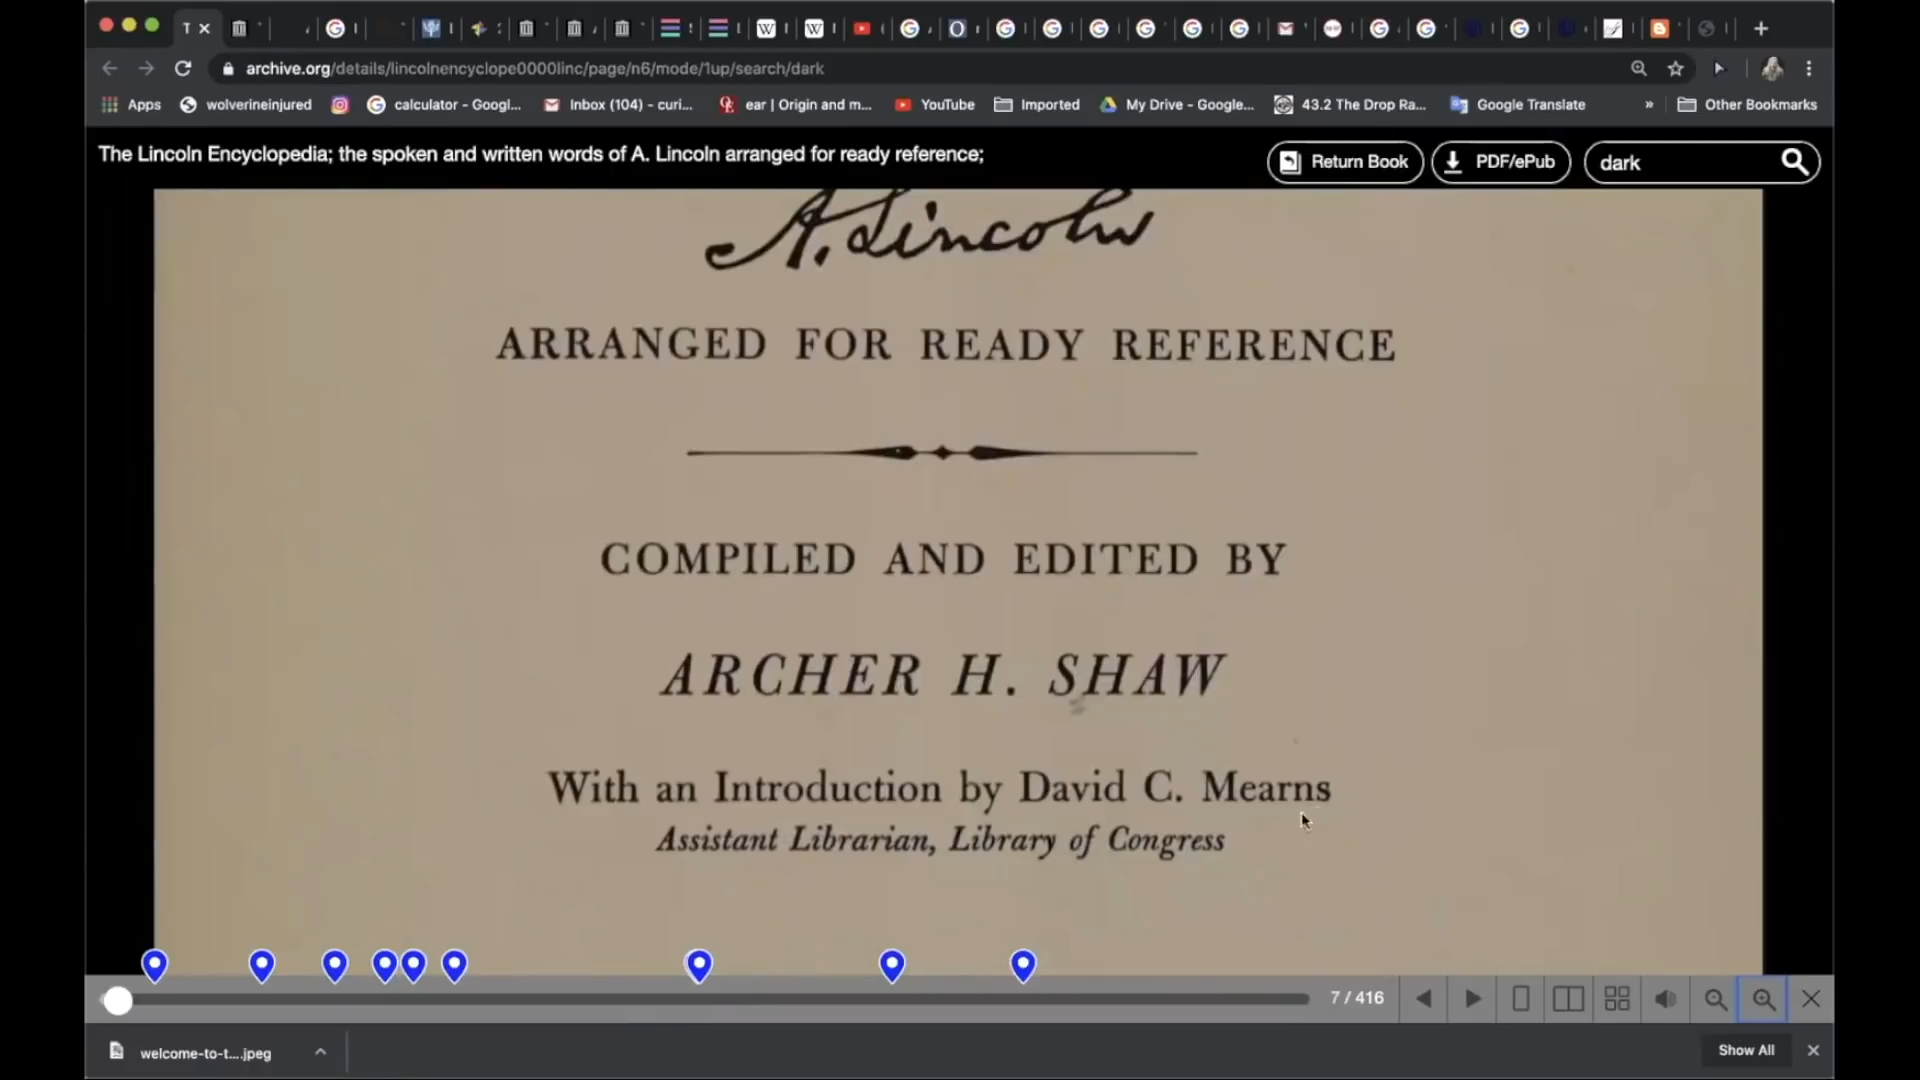 T
archive.org/details/lincolnencyclope0000linc/page/n6/mode/1up/search/dark
Apps wolverineinjured calculator - Googl... Inbox (104) - curi... ear | Origin and m... YouTube Imported My Drive - Google... 43.2 The Drop Ra... Google Translate » Other Bookmarks
The Lincoln Encyclopedia; the spoken and written words of A. Lincoln arranged for ready reference;
Return Book PDF/ePub dark
A. Lincoln
ARRANGED FOR READY REFERENCE
COMPILED AND EDITED BY
ARCHER H. SHAW
With an Introduction by David C. Mearns
Assistant Librarian, Library of Congress
7 / 416
welcome-to-t....jpeg
Show All